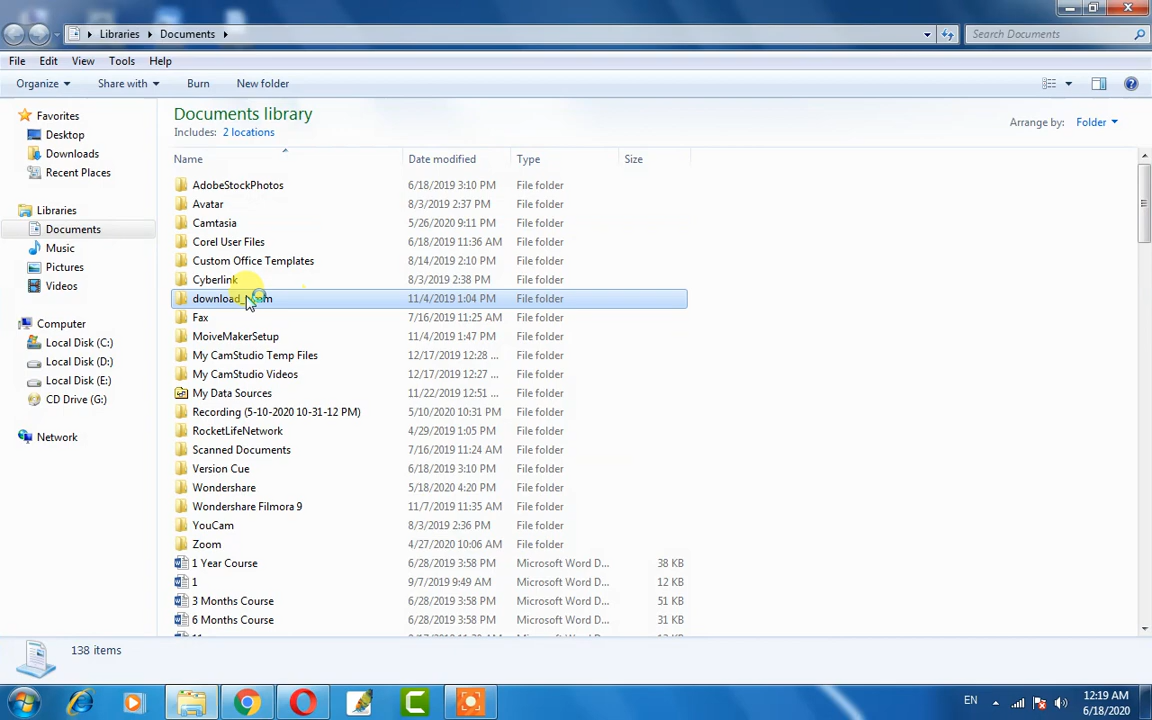 Libraries Documents
Search Documents
File Edit View Tools Help
Organize Share with Burn New folder
Favorites
Desktop
Downloads
Recent Places
Libraries
Documents
Music
Pictures
Videos
Computer
Local Disk (C:)
Local Disk (D:)
Local Disk (E:)
CD Drive (G:)
Network
Documents library
Includes: 2 locations
Arrange by: Folder
Name Date modified Type Size
AdobeStockPhotos 6/18/2019 3:10 PM File folder
Avatar 8/3/2019 2:37 PM File folder
Camtasia 5/26/2020 9:11 PM File folder
Corel User Files 6/18/2019 11:36 AM File folder
Custom Office Templates 8/14/2019 2:10 PM File folder
Cyberlink 8/3/2019 2:38 PM File folder
11/4/2019 1:04 PM File folder
Fax 7/16/2019 11:25 AM File folder
MoiveMakerSetup 11/4/2019 1:47 PM File folder
My CamStudio Temp Files 12/17/2019 12:28 ... File folder
My CamStudio Videos 12/17/2019 12:27 ... File folder
My Data Sources 11/22/2019 12:51 ... File folder
Recording (5-10-2020 10-31-12 PM) 5/10/2020 10:31 PM File folder
RocketLifeNetwork 4/29/2019 1:05 PM File folder
Scanned Documents 7/16/2019 11:24 AM File folder
Version Cue 6/18/2019 3:10 PM File folder
Wondershare 5/18/2020 4:20 PM File folder
Wondershare Filmora 9 11/7/2019 11:35 AM File folder
YouCam 8/3/2019 2:36 PM File folder
Zoom 4/27/2020 10:06 AM File folder
1 Year Course 6/28/2019 3:58 PM Microsoft Word D... 38 KB
1 9/7/2019 9:49 AM Microsoft Word D... 12 KB
3 Months Course 6/28/2019 3:58 PM Microsoft Word D... 51 KB
6 Months Course 6/28/2019 3:58 PM Microsoft Word D... 31 KB
138 items
EN
12:19 AM
6/18/2020